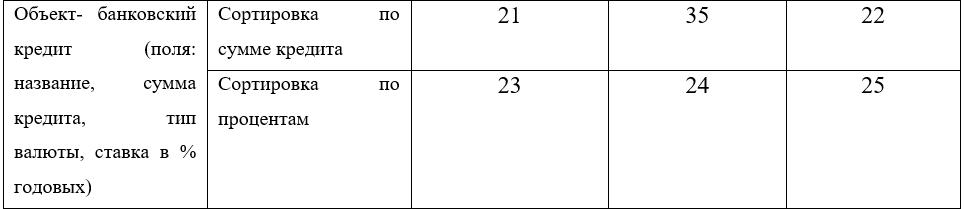 Объект- банковский
кредит (поля:
название, сумма
кредита, тип
валюты, ставка в %
годовых)
Сортировка по
сумме кредита
21
35
22
Сортировка по
процентам
23
24
25